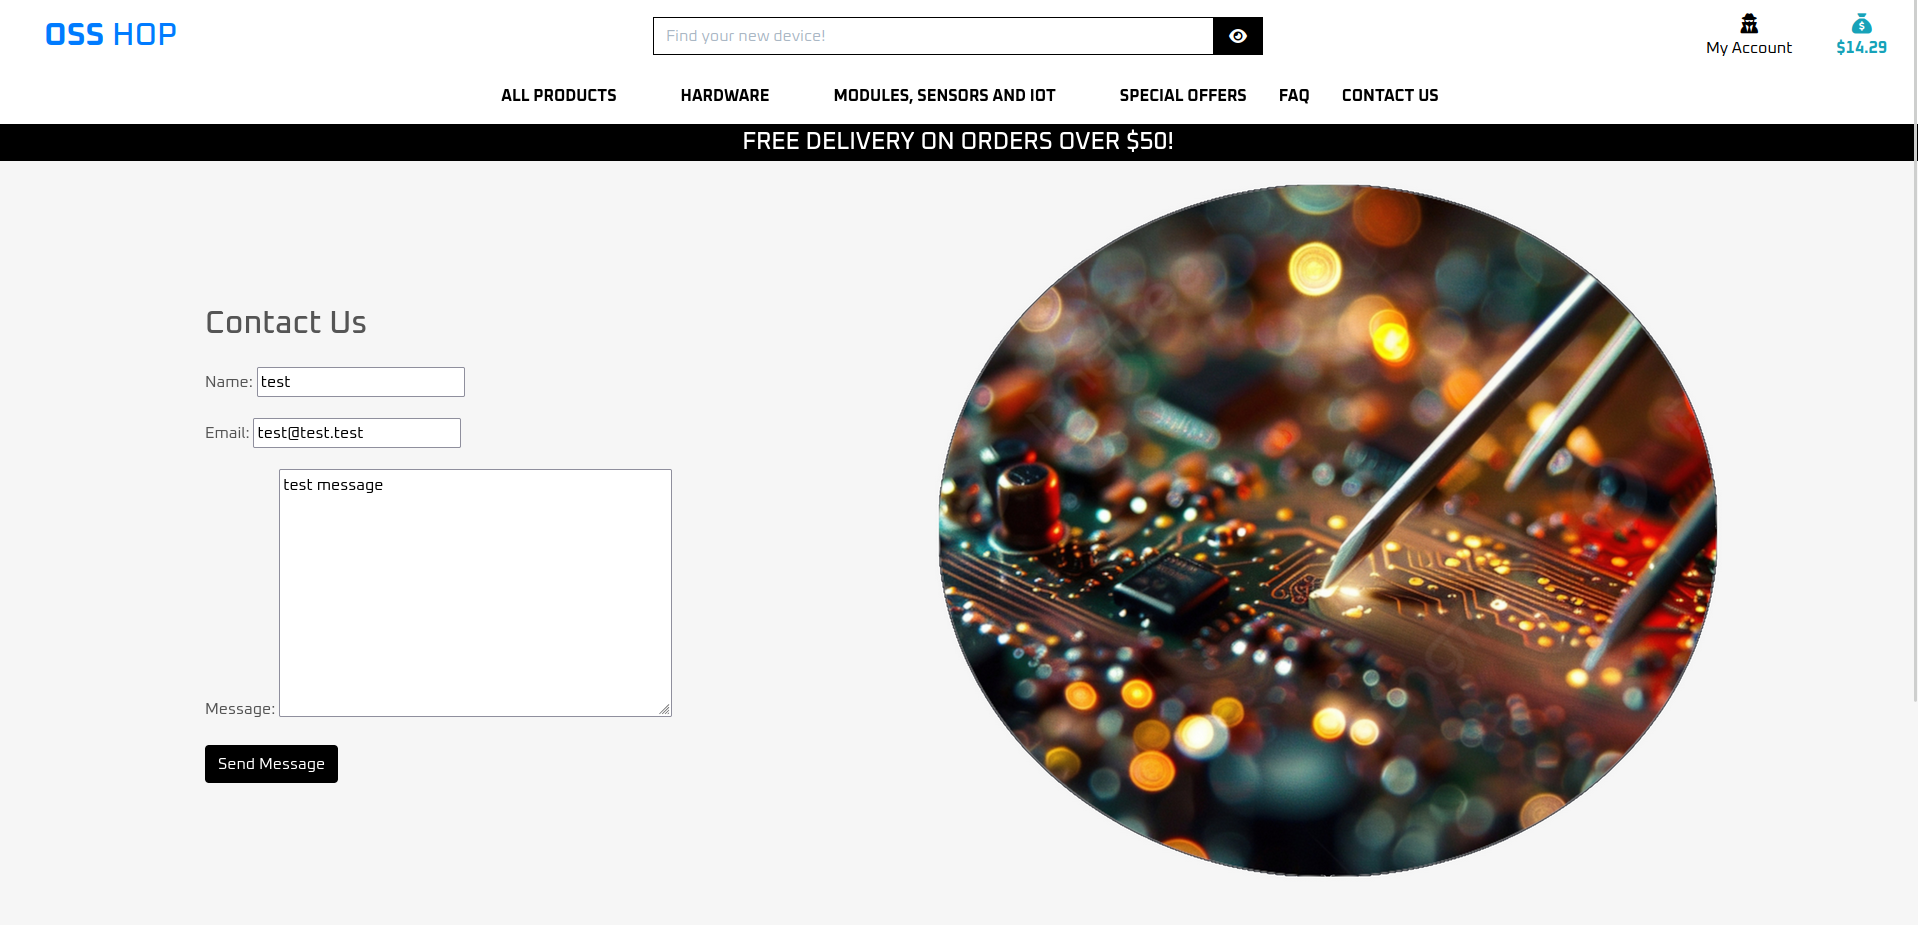 OSS HOP
Find your new device!
My Account
$14.29
ALL PRODUCTS
HARDWARE
MODULES, SENSORS AND IOT
SPECIAL OFFERS
FAQ
CONTACT US
FREE DELIVERY ON ORDERS OVER $50!
Contact Us
Name: test
Email: test@test.test
Message: test message
Send Message